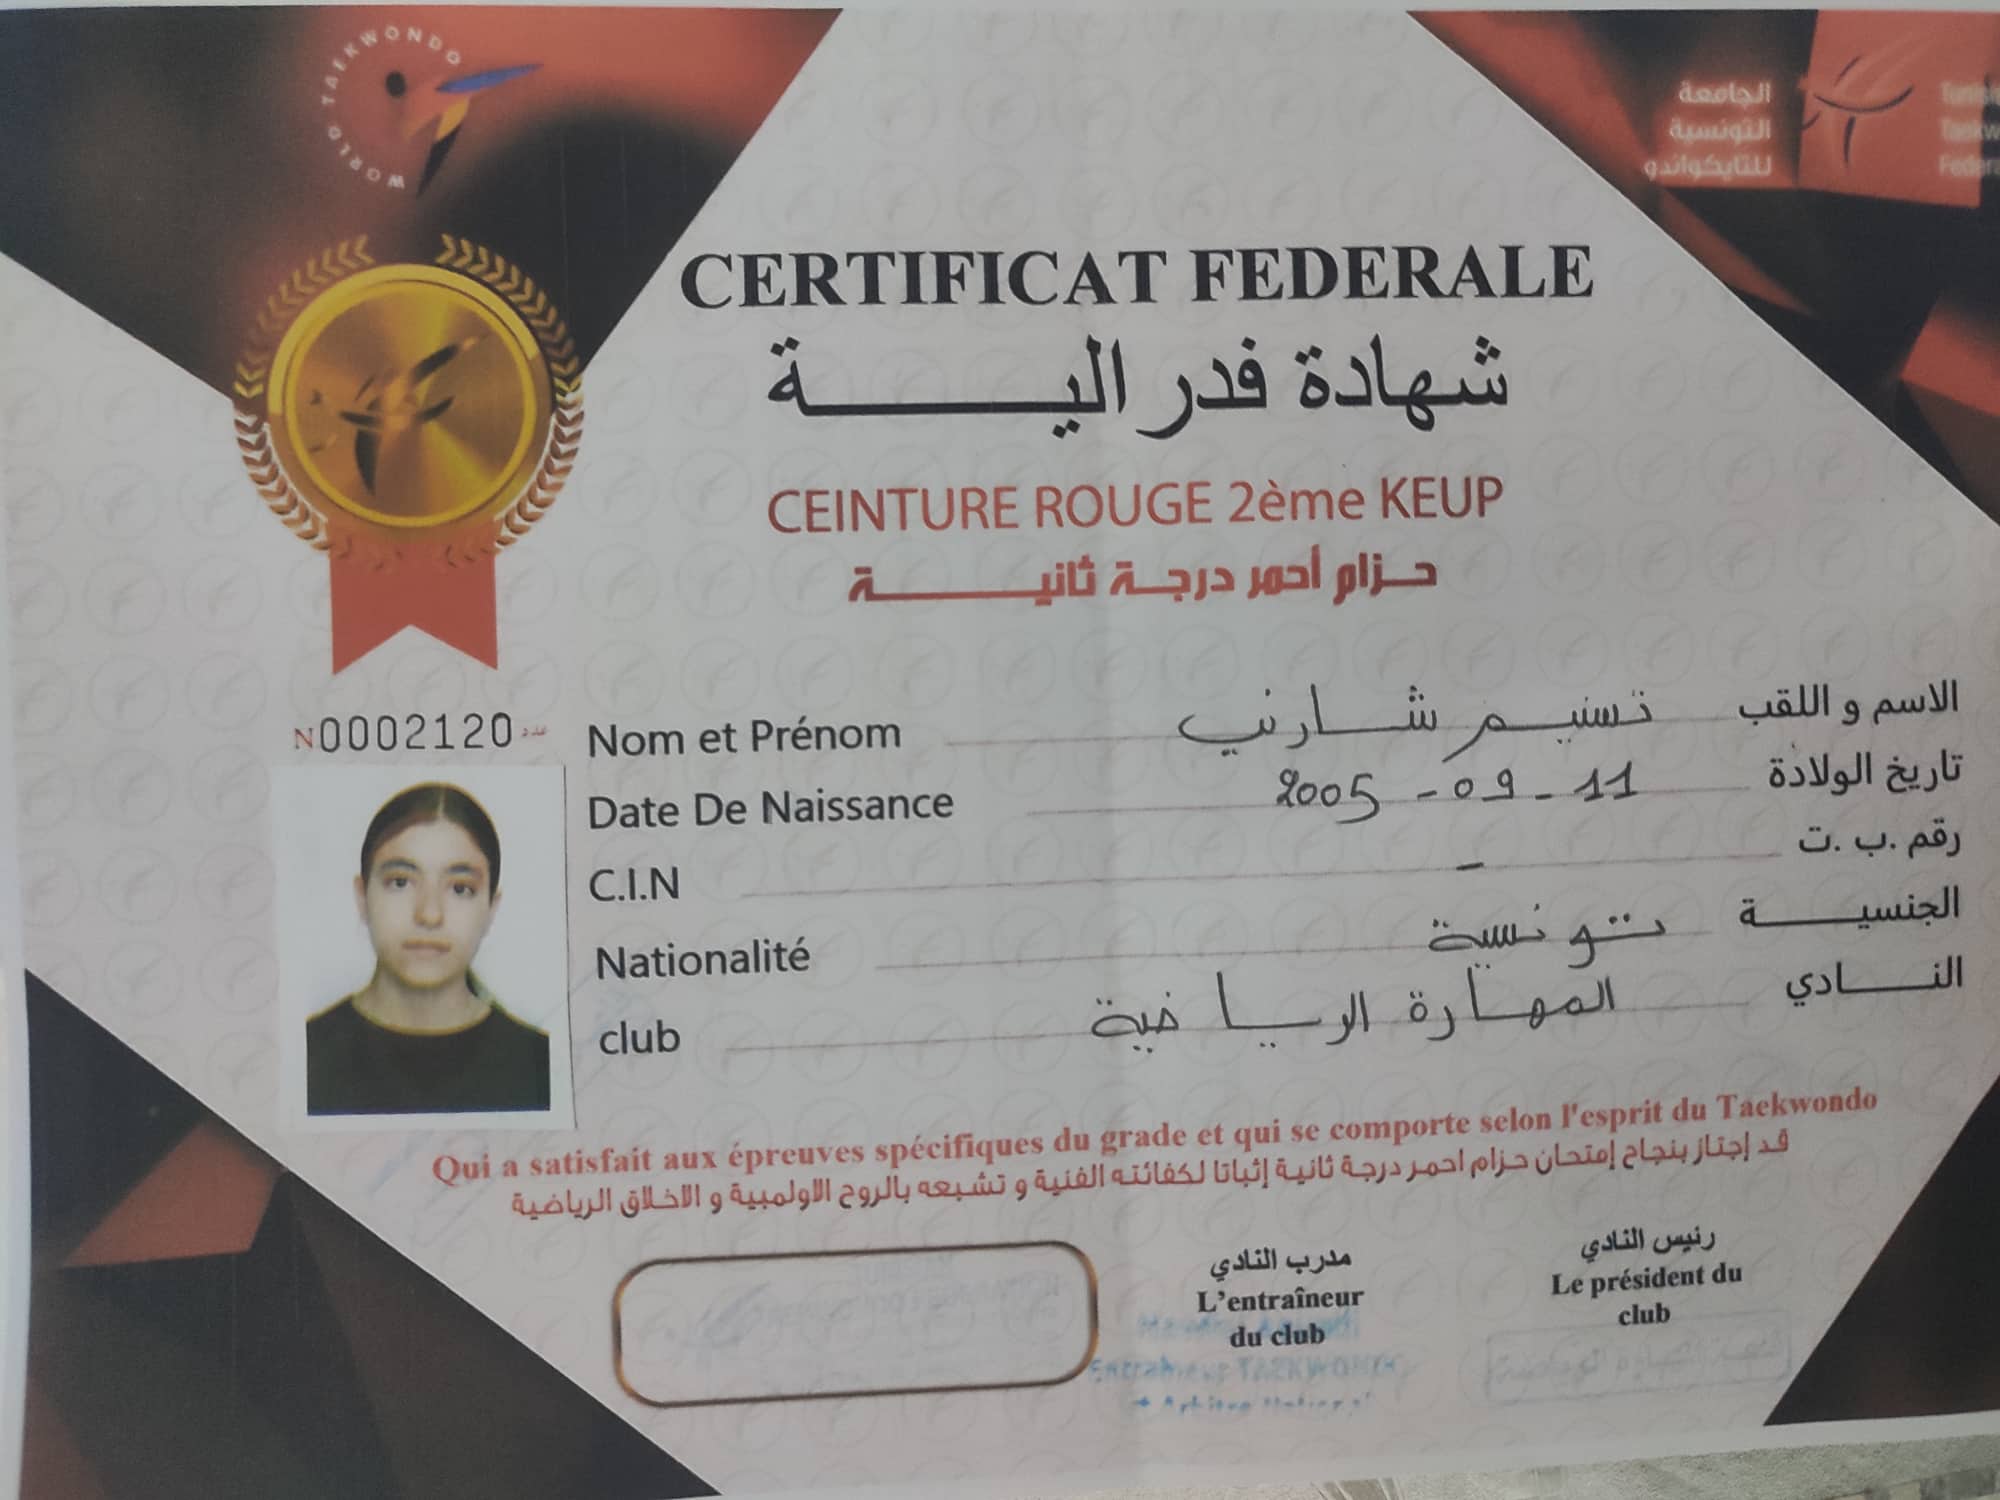 WORLD TAEKWONDO
الجامعة
التونسية
للتايكواندو
CERTIFICAT FEDERALE
شهادة فدرالية
CEINTURE ROUGE 2ème KEUP
حزام أحمر درجة ثانية
N0002120 عدد
Nom et Prénom تسنيم شارني الاسم و اللقب
Date De Naissance 2005 - 09 - 11 تاريخ الولادة
C.I.N - رقم .ب .ت
Nationalité تونسية الجنسية
club المهارة الرياضية النادي
Qui a satisfait aux épreuves spécifiques du grade et qui se comporte selon l'esprit du Taekwondo
قد إجتاز بنجاح إمتحان حزام احمر درجة ثانية إثباتا لكفائته الفنية و تشبعه بالروح الاولمبية و الاخلاق الرياضية
مدرب النادي
L'entraîneur
du club
رئيس النادي
Le président du
club
Entraîneur TAEKWONDO